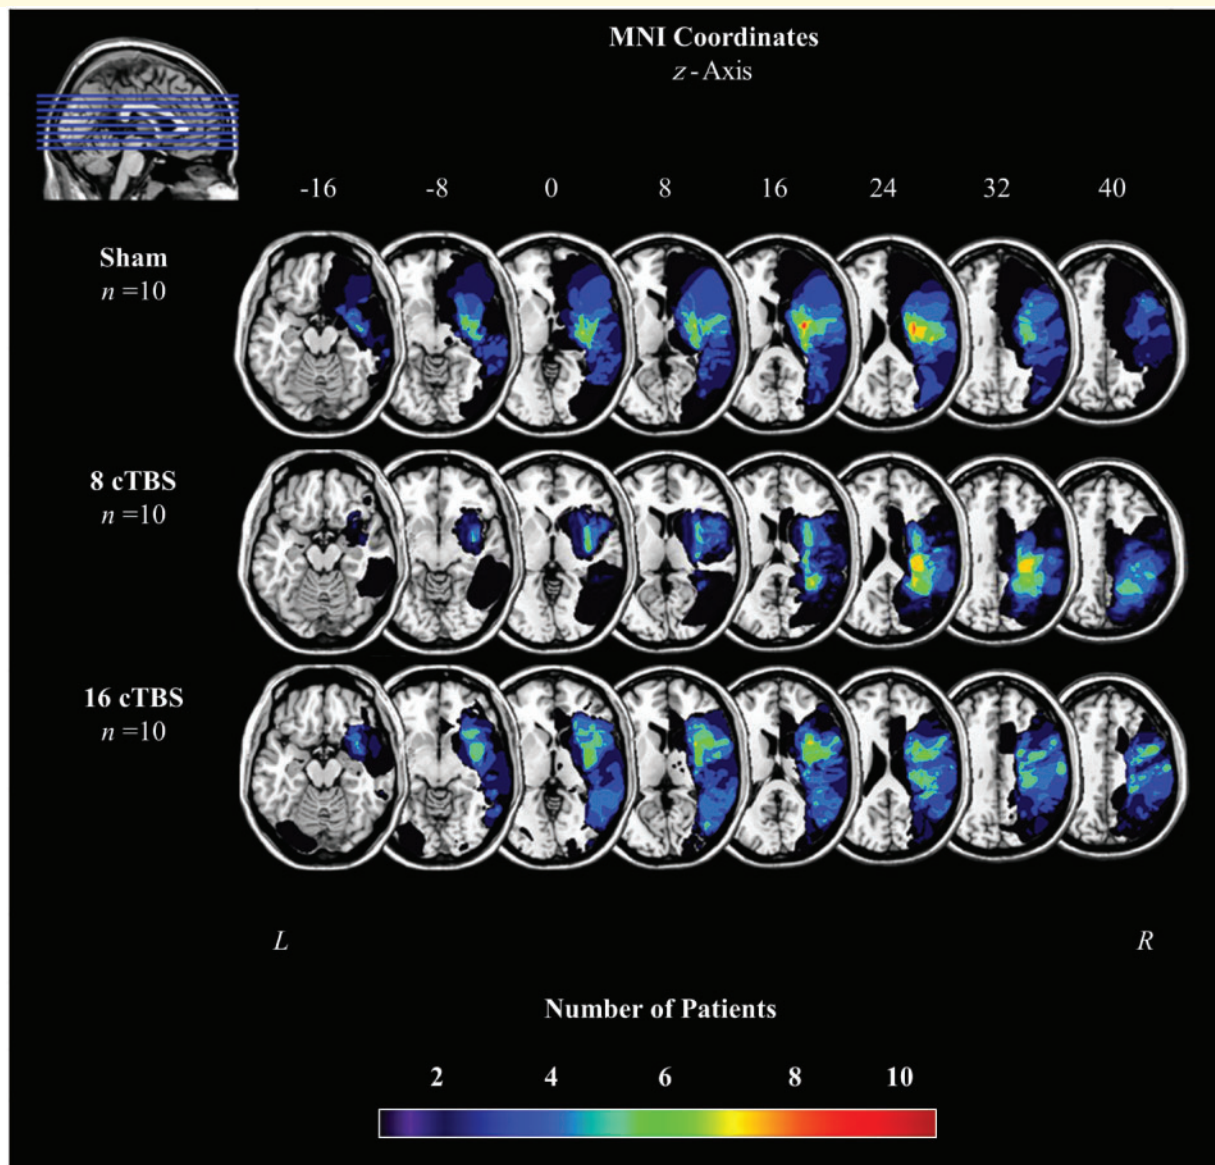 MNI Coordinates
z - Axis
-16 -8 0 8 16 24 32 40
Sham
n =10
8 cTBS
n =10
16 cTBS
n =10
L R
Number of Patients
2 4 6 8 10